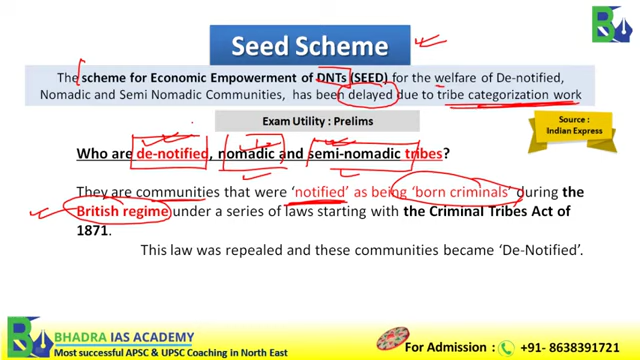 Seed Scheme
The scheme for Economic Empowerment of DNTs (SEED) for the welfare of De-notified,
Nomadic and Semi Nomadic Communities, has been delayed due to tribe categorization work
Exam Utility: Prelims
Source :
Indian Express
Who are de-notified, nomadic and semi-nomadic tribes?
They are communities that were ‘notified’ as being ‘born criminals’ during the
British regime under a series of laws starting with the Criminal Tribes Act of
1871.
This law was repealed and these communities became ‘De-Notified’.
BHADRA IAS ACADEMY
Most successful APSC & UPSC Coaching in North East
For Admission : +91- 8638391721